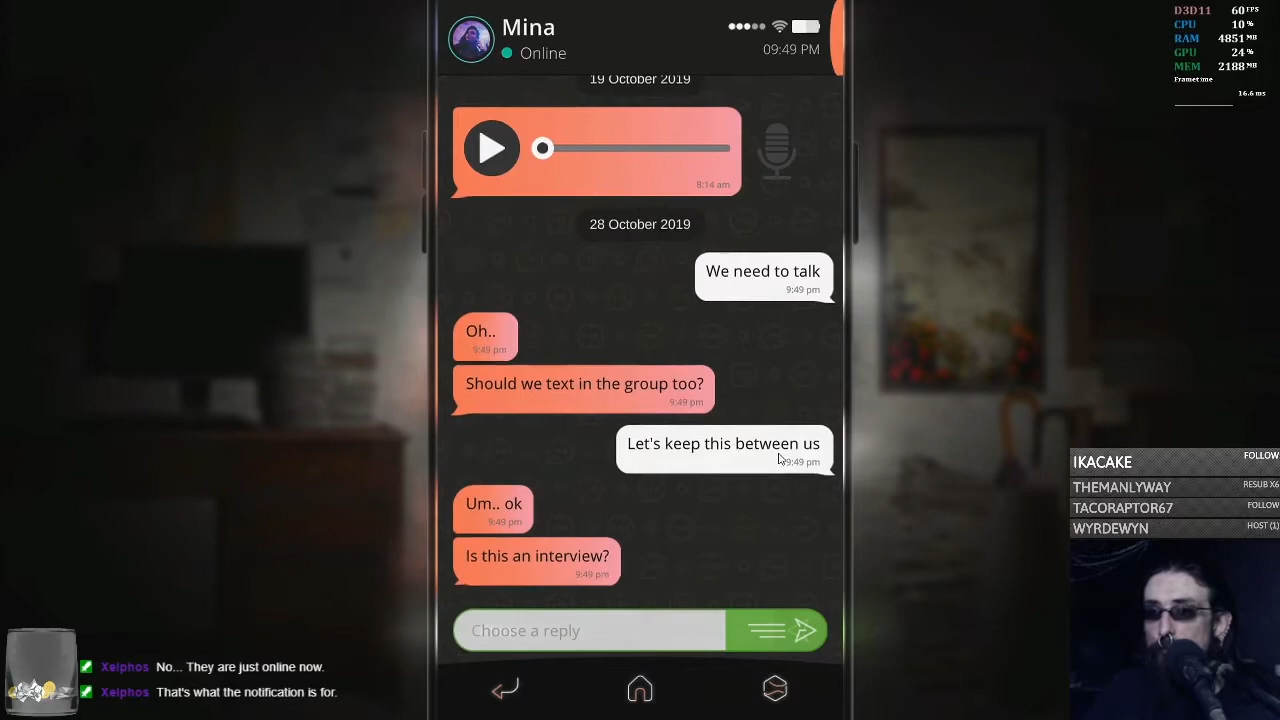 Mina
Online
09:49 PM
19 October 2019
8:14 am
28 October 2019
We need to talk
9:49 pm
Oh..
9:49 pm
Should we text in the group too?
9:49 pm
Let's keep this between us
9:49 pm
Um.. ok
9:49 pm
Is this an interview?
9:49 pm
Choose a reply
D3D11 60 FPS
CPU 10 %
RAM 4851 MB
GPU 24 %
MEM 2188 MB
Frametime
16.6 ms
IKACAKE FOLLOW
THEMANLYWAY RESUB X6
TACORAPTOR67 FOLLOW
WYRDEWYN HOST (1)
Xelphos No... They are just online now.
Xelphos That's what the notification is for.